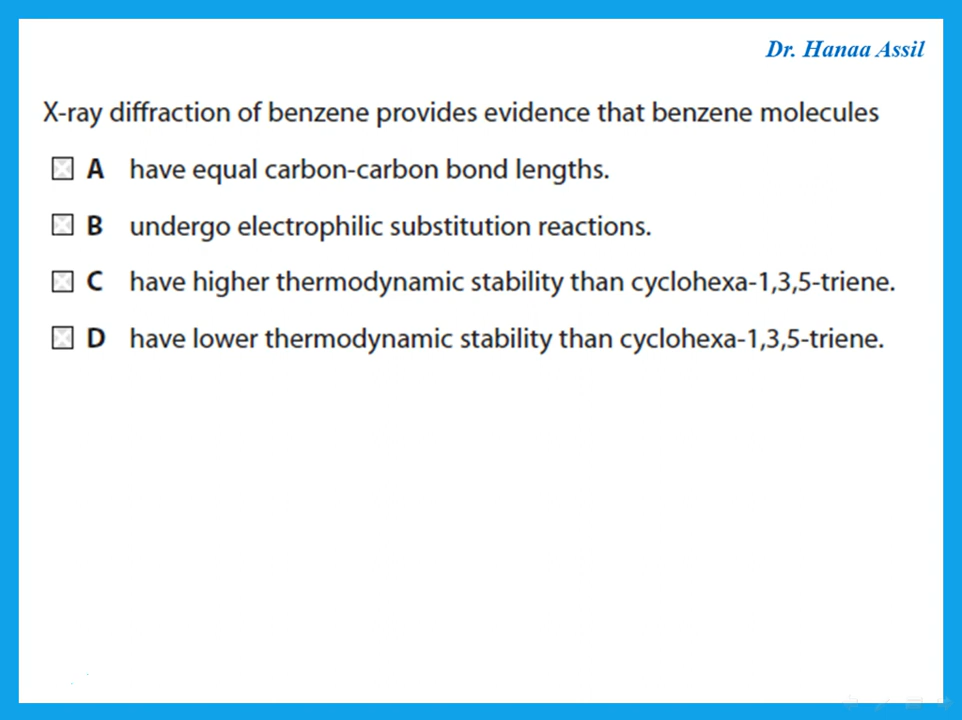 Dr. Hanaa Assil
X-ray diffraction of benzene provides evidence that benzene molecules
A have equal carbon-carbon bond lengths.
B undergo electrophilic substitution reactions.
C have higher thermodynamic stability than cyclohexa-1,3,5-triene.
D have lower thermodynamic stability than cyclohexa-1,3,5-triene.